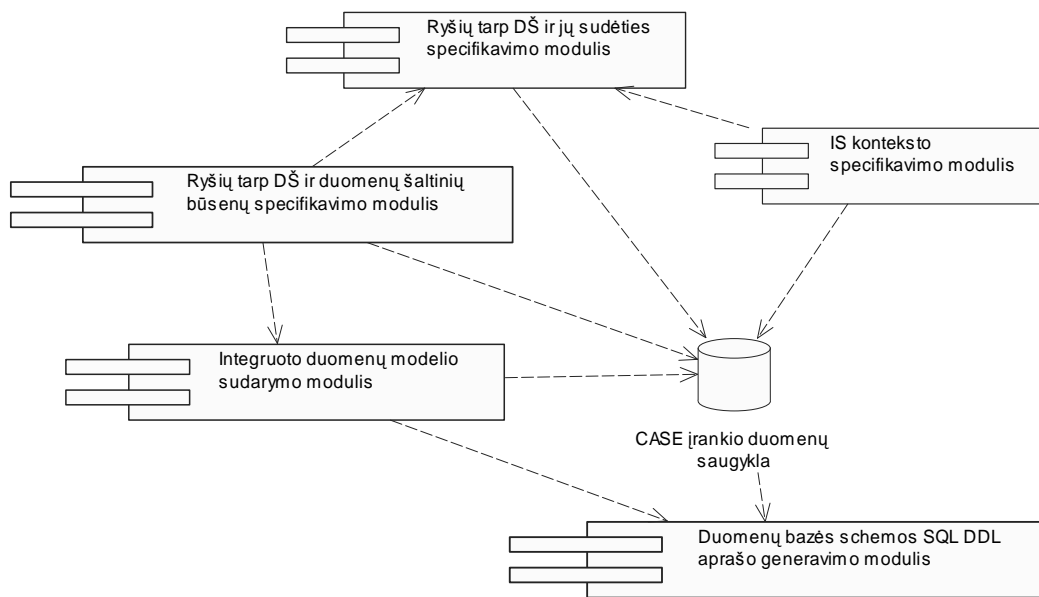 Ryšių tarp DŠ ir jų sudėties
specifikavimo modulis
IS konteksto
specifikavimo modulis
Ryšių tarp DŠ ir duomenų šaltinių
būsenų specifikavimo modulis
Integruoto duomenų modelio
sudarymo modulis
CASE įrankio duomenų
saugykla
Duomenų bazės schemos SQL DDL
aprašo generavimo modulis